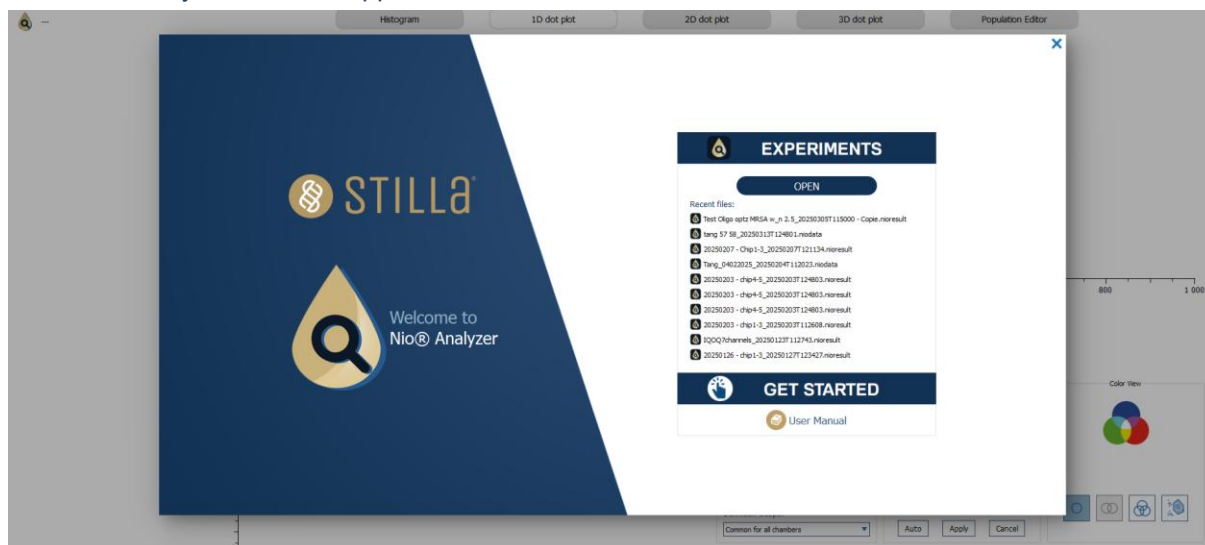 Histogram
1D dot plot
2D dot plot
3D dot plot
Population Editor
STILLA
Welcome to
Nio® Analyzer
EXPERIMENTS
OPEN
Recent files:
Test Oligo optz MRSA w_n 2.5_20250305T115000 - Copie.nioresult
tang 57 58_20250313T124801.niodata
20250207 - Chip1-3_20250207T121134.nioresult
Tang_04022025_20250204T112023.niodata
20250203 - chip4-5_20250203T124803.nioresult
20250203 - chip4-5_20250203T124803.nioresult
20250203 - chip4-5_20250203T124803.nioresult
20250203 - chip1-3_20250203T112608.nioresult
IQOQ7channels_20250123T112743.nioresult
20250126 - chip1-3_20250127T123427.nioresult
GET STARTED
User Manual
800
1 000
Color View
Common for all chambers
Auto
Apply
Cancel